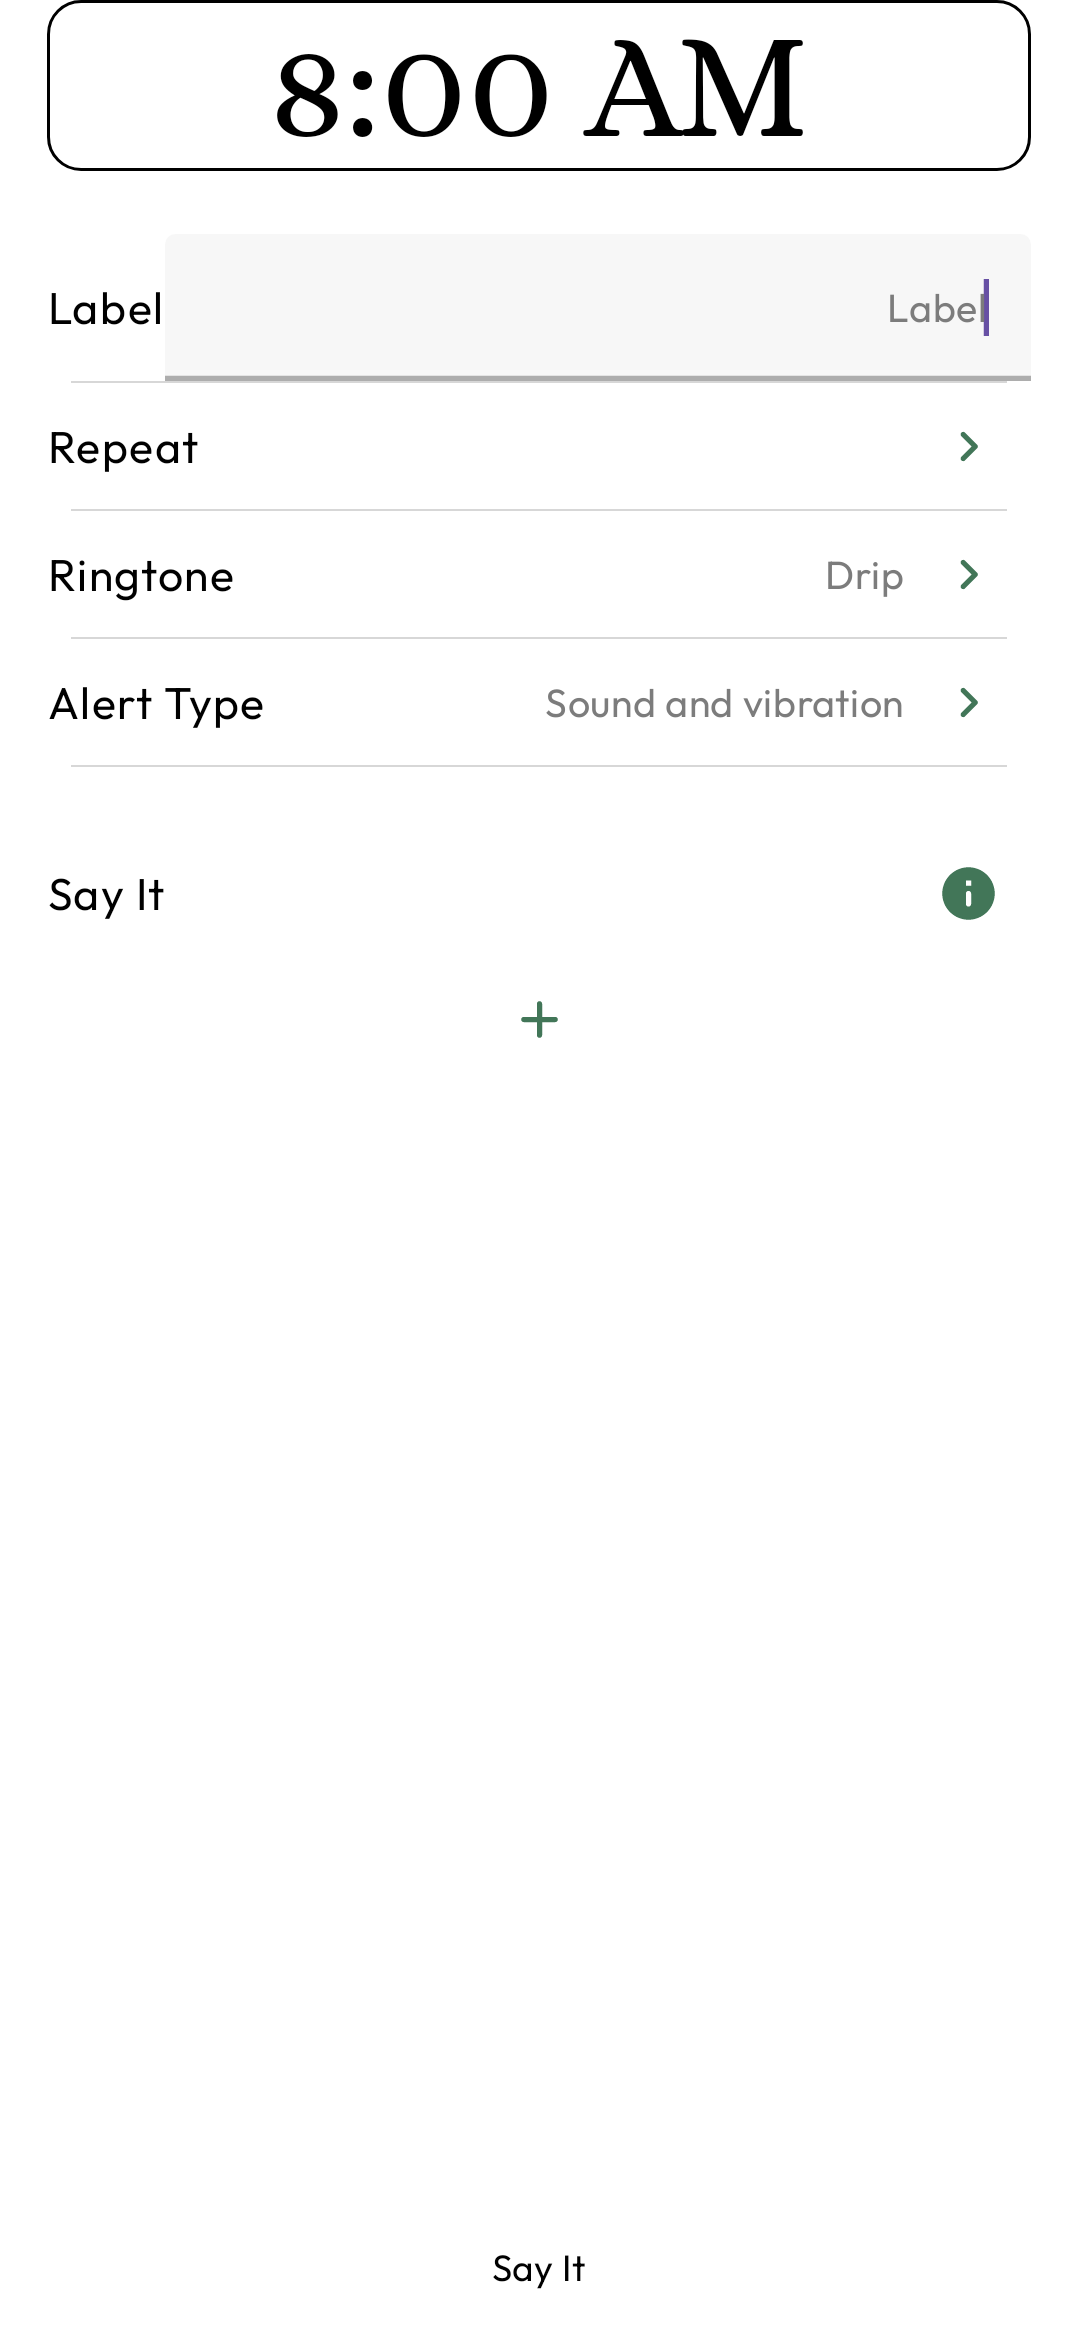 8:00 AM
Label Label
Repeat
Ringtone Drip
Alert Type Sound and vibration
Say It
Say It